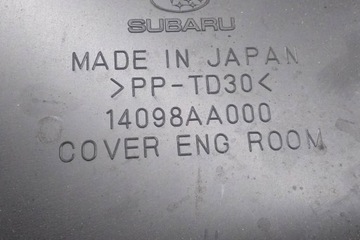 SUBARU
MADE IN JAPAN
>PP-TD30<
14098AA000
COVER ENG ROOM